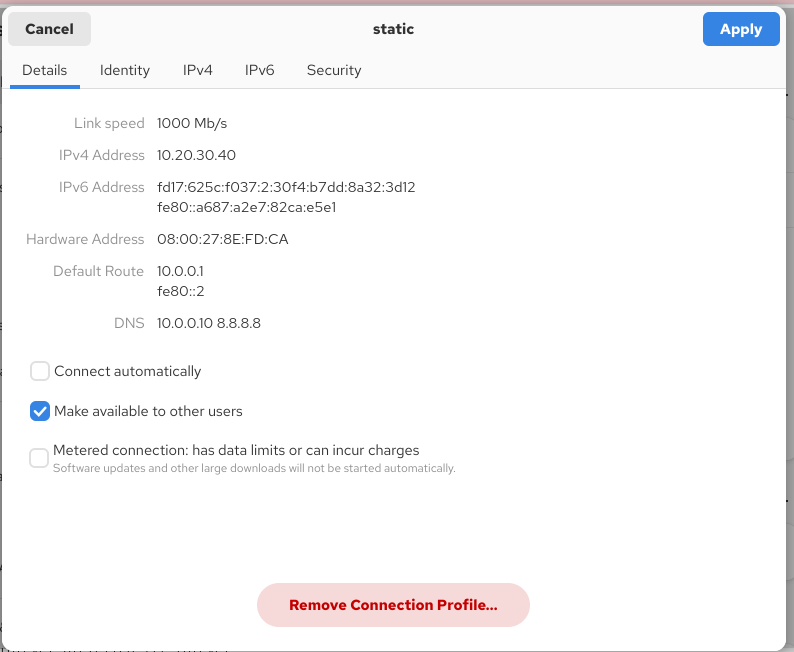 Cancel static Apply
Details Identity IPv4 IPv6 Security
Link speed 1000 Mb/s
IPv4 Address 10.20.30.40
IPv6 Address fd17:625c:f037:2:30f4:b7dd:8a32:3d12
fe80::a687:a2e7:82ca:e5e1
Hardware Address 08:00:27:8E:FD:CA
Default Route 10.0.0.1
fe80::2
DNS 10.0.0.10 8.8.8.8
Connect automatically
Make available to other users
Metered connection: has data limits or can incur charges
Software updates and other large downloads will not be started automatically.
Remove Connection Profile...